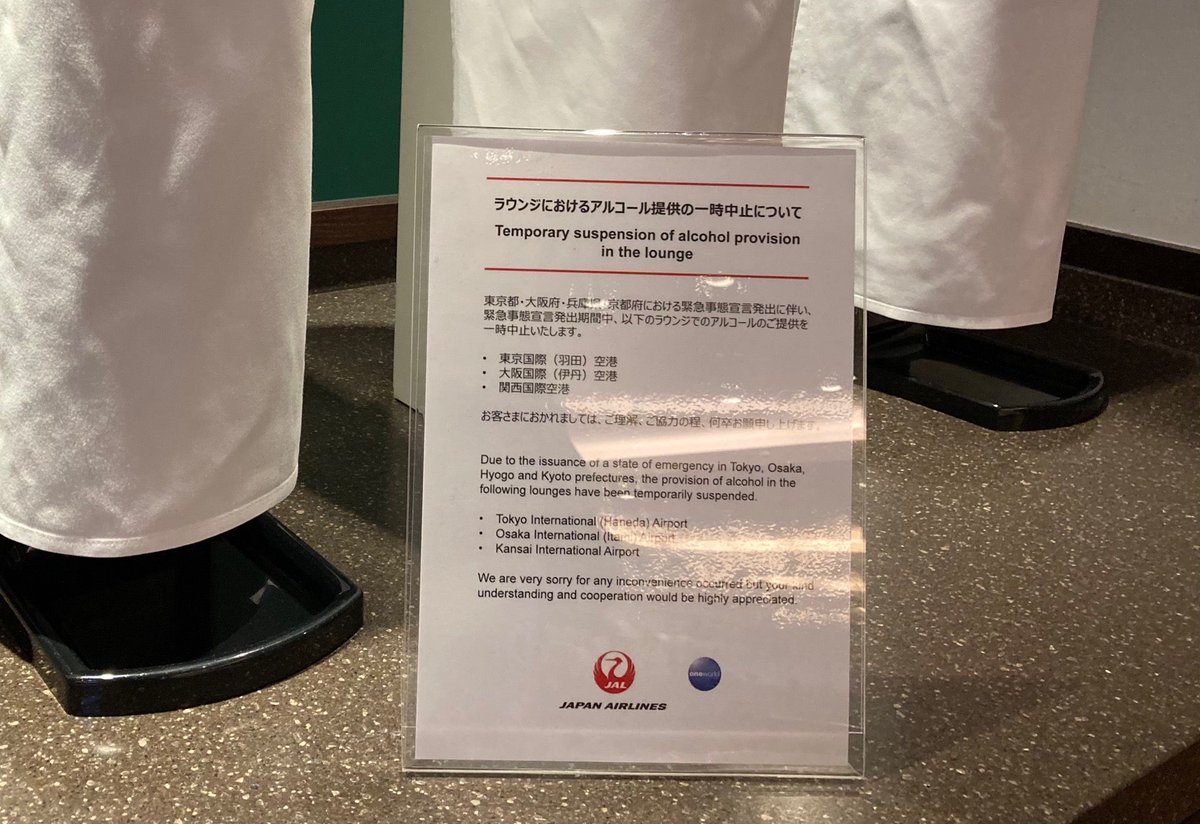 ラウンジにおけるアルコール提供の一時中止について
Temporary suspension of alcohol provision
in the lounge
東京都・大阪府・兵庫県・京都府における緊急事態宣言発出に伴い、
緊急事態宣言発出期間中、以下のラウンジでのアルコールのご提供を
一時中止いたします。
• 東京国際（羽田）空港
• 大阪国際（伊丹）空港
• 関西国際空港
お客さまにおかれましては、ご理解、ご協力の程、何卒お願申し上げます。
Due to the issuance of a state of emergency in Tokyo, Osaka,
Hyogo and Kyoto prefectures, the provision of alcohol in the
following lounges have been temporarily suspended.
• Tokyo International (Haneda) Airport
• Osaka International (Itami) Airport
• Kansai International Airport
We are very sorry for any inconvenience occurred but your kind
understanding and cooperation would be highly appreciated.
JAL
oneworld
JAPAN AIRLINES